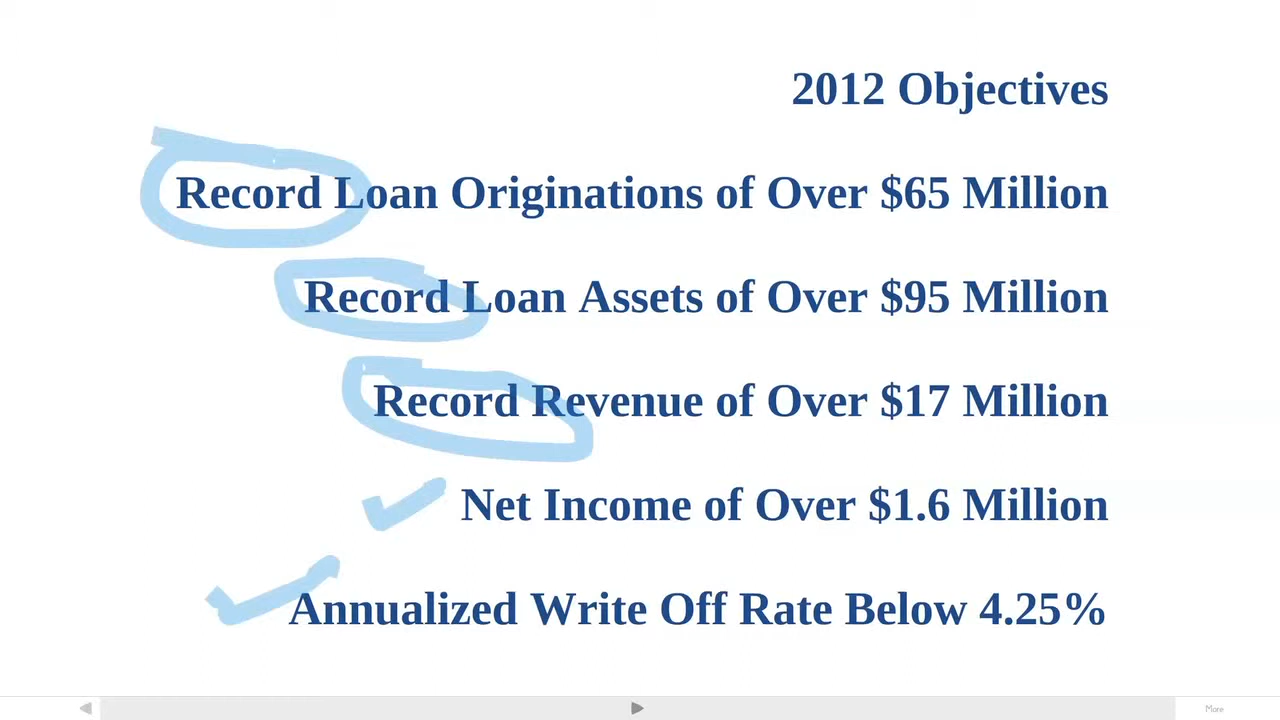 2012 Objectives
Record Loan Originations of Over $65 Million
Record Loan Assets of Over $95 Million
Record Revenue of Over $17 Million
Net Income of Over $1.6 Million
Annualized Write Off Rate Below 4.25%
More